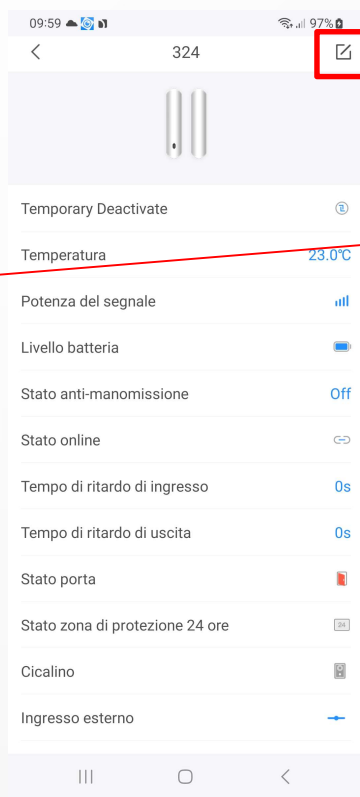 09:59 97%
324
Temporary Deactivate
Temperatura 23.0°C
Potenza del segnale
Livello batteria
Stato anti-manomissione Off
Stato online
Tempo di ritardo di ingresso 0s
Tempo di ritardo di uscita 0s
Stato porta
Stato zona di protezione 24 ore 24
Cicalino
Ingresso esterno